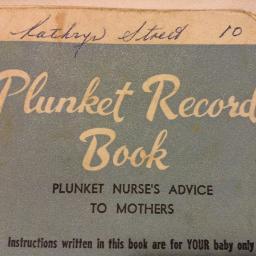 Kathryn Street 10
Plunket Record
Book
PLUNKET NURSE'S ADVICE
TO MOTHERS
Instructions written in this book are for YOUR baby only